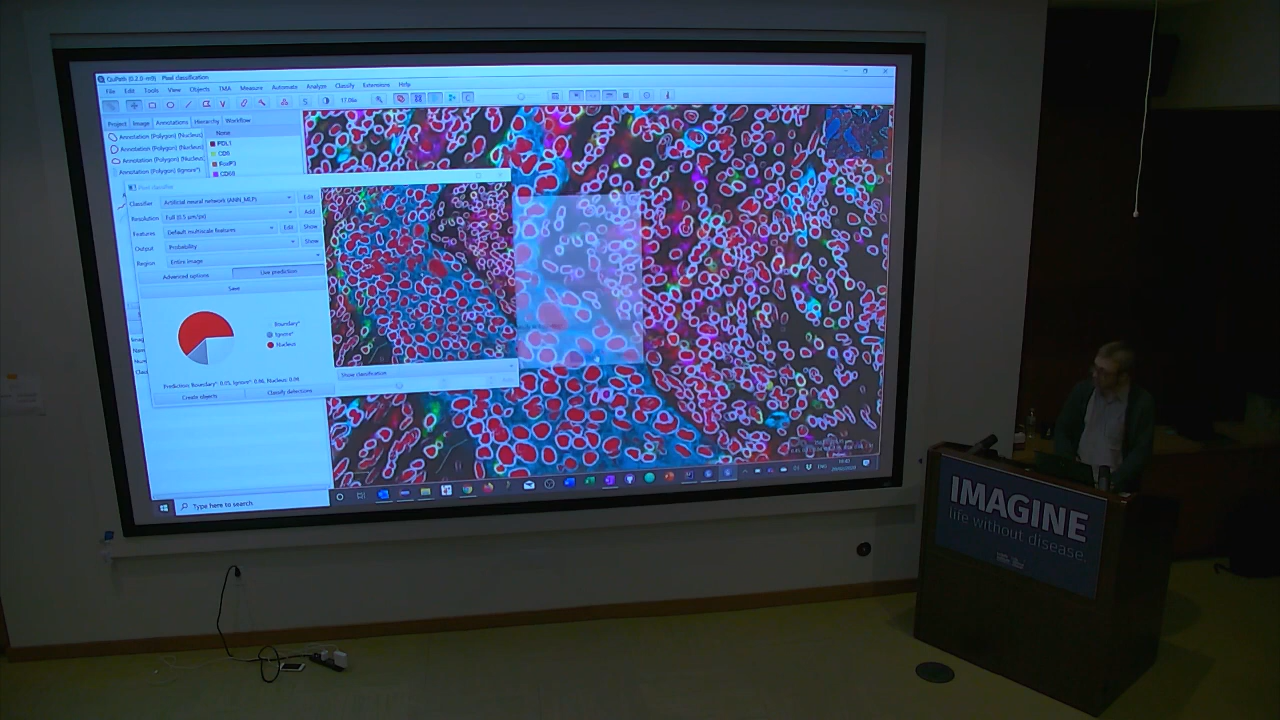 QuPath (0.2.0-m9) Pixel classification
File Edit Tools View Objects TMA Measure Automate Analyze Classify Extensions Help
17.06x
Project Image Annotations Hierarchy Workflow
Annotation (Polygon) (Nucleus)
Annotation (Polygon) (Nucleus)
Annotation (Polygon) (Nucleus)
Annotation (Polygon) (Ignore*)
None
PDL1
CD8
FoxP3
CD68
Pixel classifier
Classifier Artificial neural network (ANN_MLP) Edit
Resolution Full (0.5 µm/px) Add
Features Default multiscale features Edit Show
Output Probability Show
Region Entire image
Advanced options Live prediction
Save
Boundary*
Ignore*
Nucleus
Create objects Classify detections
Show classification
Type here to search
ENG
IMAGINE
life without disease.